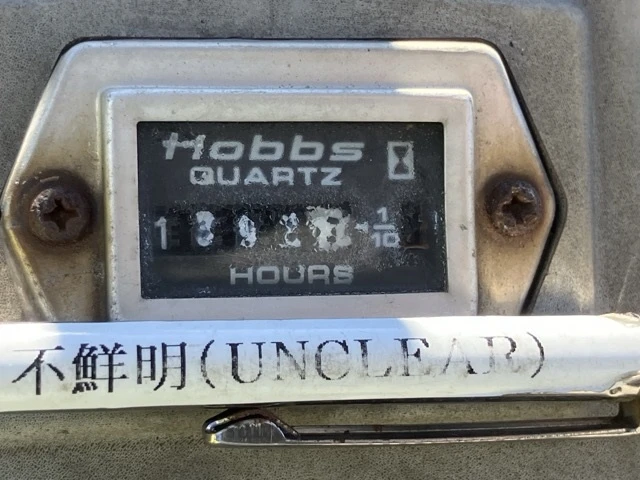 Hobbs
QUARTZ
1/10
HOURS
不鮮明(UNCLEAR)